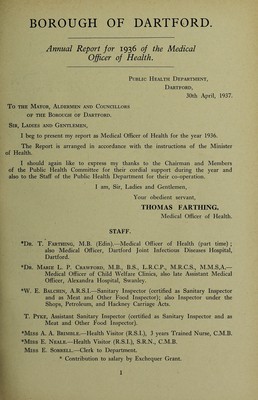 BOROUGH OF DARTFORD.
Annual Report for 1936 of the Medical
Officer of Health.
Public Health Department,
Dartford,
30th April, 1937.
To the Mayor, Aldermen and Councillors
of the Borough of Dartford.
Sir, Ladies and Gentlemen,
I beg to present my report as Medical Officer of Health for the year 1936.
The Report is arranged in accordance with the instructions of the Minister
of Health.
I should again like to express my thanks to the Chairman and Members
of the Public Health Committee for their cordial support during the year and
also to the Staff of the Public Health Department for their co-operation.
I am, Sir, Ladies and Gentlemen,
Your obedient servant,
THOMAS FARTHING,
Medical Officer of Health.
STAFF.
*Dr. T. Farthing, M.B. (Edin).—Medical Officer of Health (part time) ;
also Medical Officer, Dartford Joint Infectious Diseases Hospital,
Dartford.
*Dr. Marie L. P. Crawford, M.B., B.S., L.R.C.P., M.R.C.S., M.M.S.A.—
Medical Officer of Child Welfare Clinics, also late Assistant Medical
Officer, Alexandra Hospital, Swanley.
*W. E. Balchin, A.R.S.I.—Sanitary Inspector (certified as Sanitary Inspector
and as Meat and Other Food Inspector); also Inspector under the
Shops, Petroleum, and Hackney Carriage Acts.
T. Pyke, Assistant Sanitary Inspector (certified as Sanitary Inspector and as
Meat and Other Food Inspector).
*Miss A. A. Brimble.—Health Visitor (R.S.I.), 3 years Trained Nurse, C.M.B.
*Miss E. Neale.—Health Visitor (R.S.I.), S.R.N., C.M.B.
Miss E. Sorrell.—Clerk to Department.
* Contribution to salary by Exchequer Grant.
1